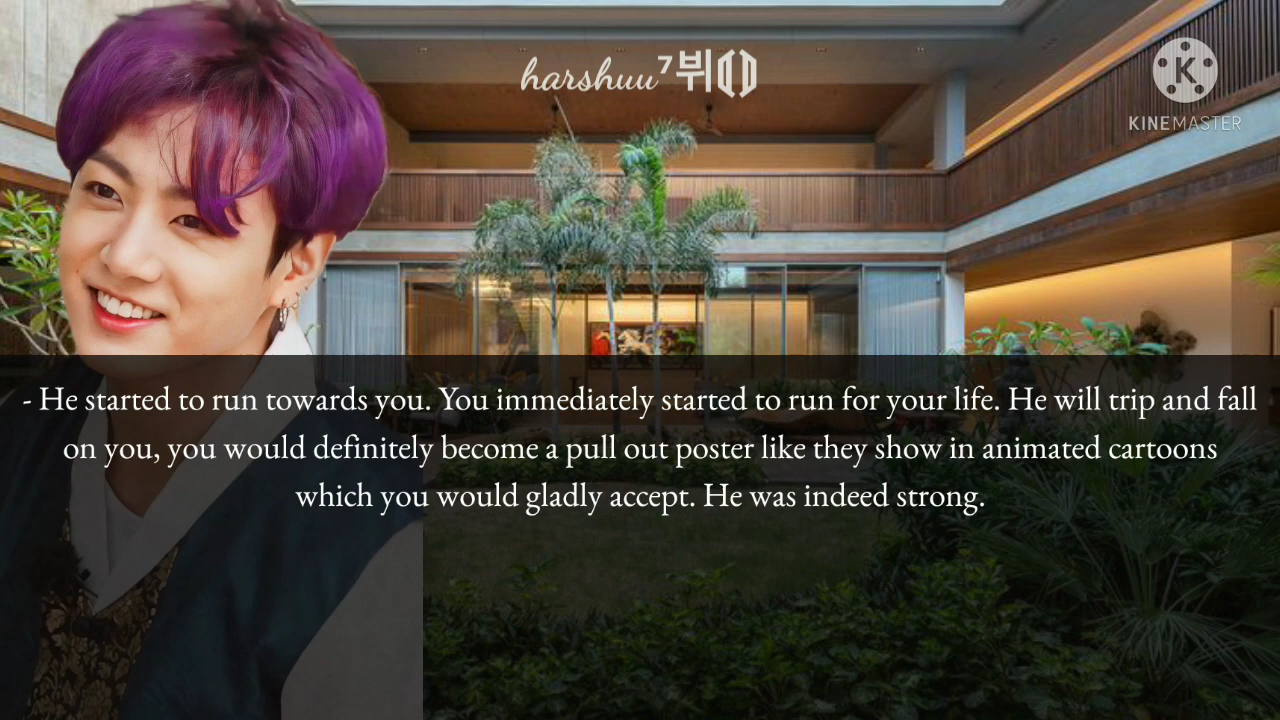 harshuu⁷뷔
KINEMASTER
- He started to run towards you. You immediately started to run for your life. He will trip and fall
on you, you would definitely become a pull out poster like they show in animated cartoons
which you would gladly accept. He was indeed strong.